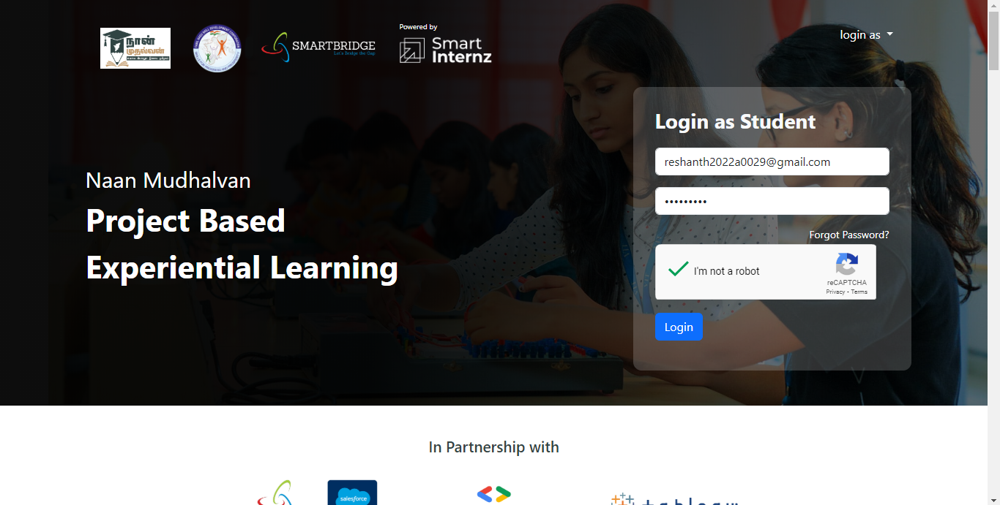 நான்
முதல்வன்
SMARTBRIDGE
Let's Bridge the Gap
Powered by
Smart
Internz
login as
Login as Student
reshanth2022a0029@gmail.com
•••••••••
Forgot Password?
I'm not a robot
reCAPTCHA
Privacy - Terms
Login
Naan Mudhalvan
Project Based
Experiential Learning
In Partnership with
salesforce